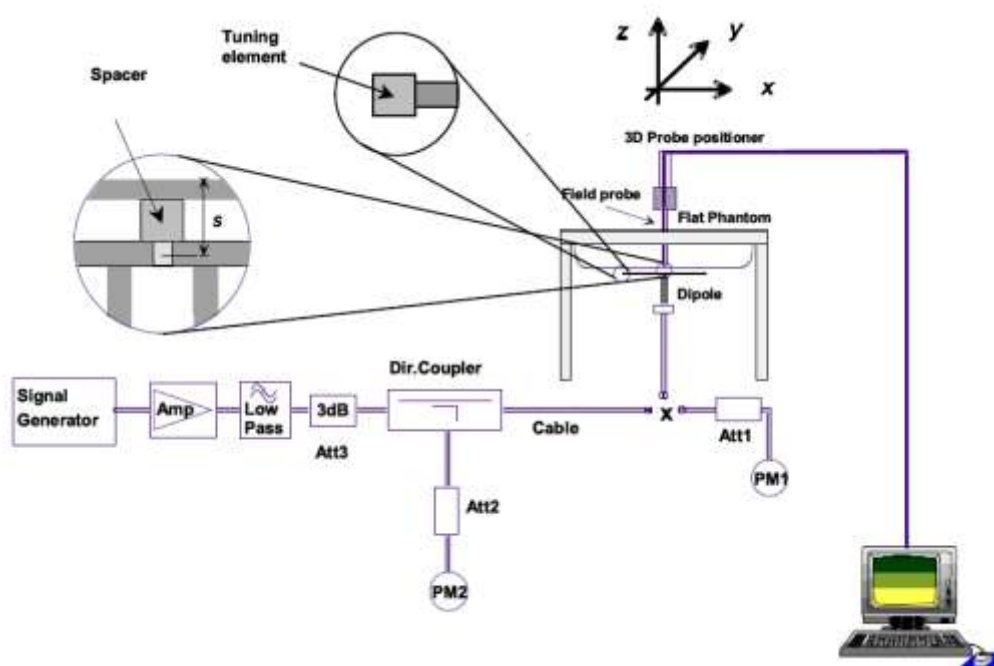 Tuning
element
Spacer
s
z
y
x
3D Probe positioner
Field probe
Flat Phantom
Dipole
Dir.Coupler
Signal
Generator
Amp
Low
Pass
3dB
Att3
Cable
x
Att1
PM1
Att2
PM2